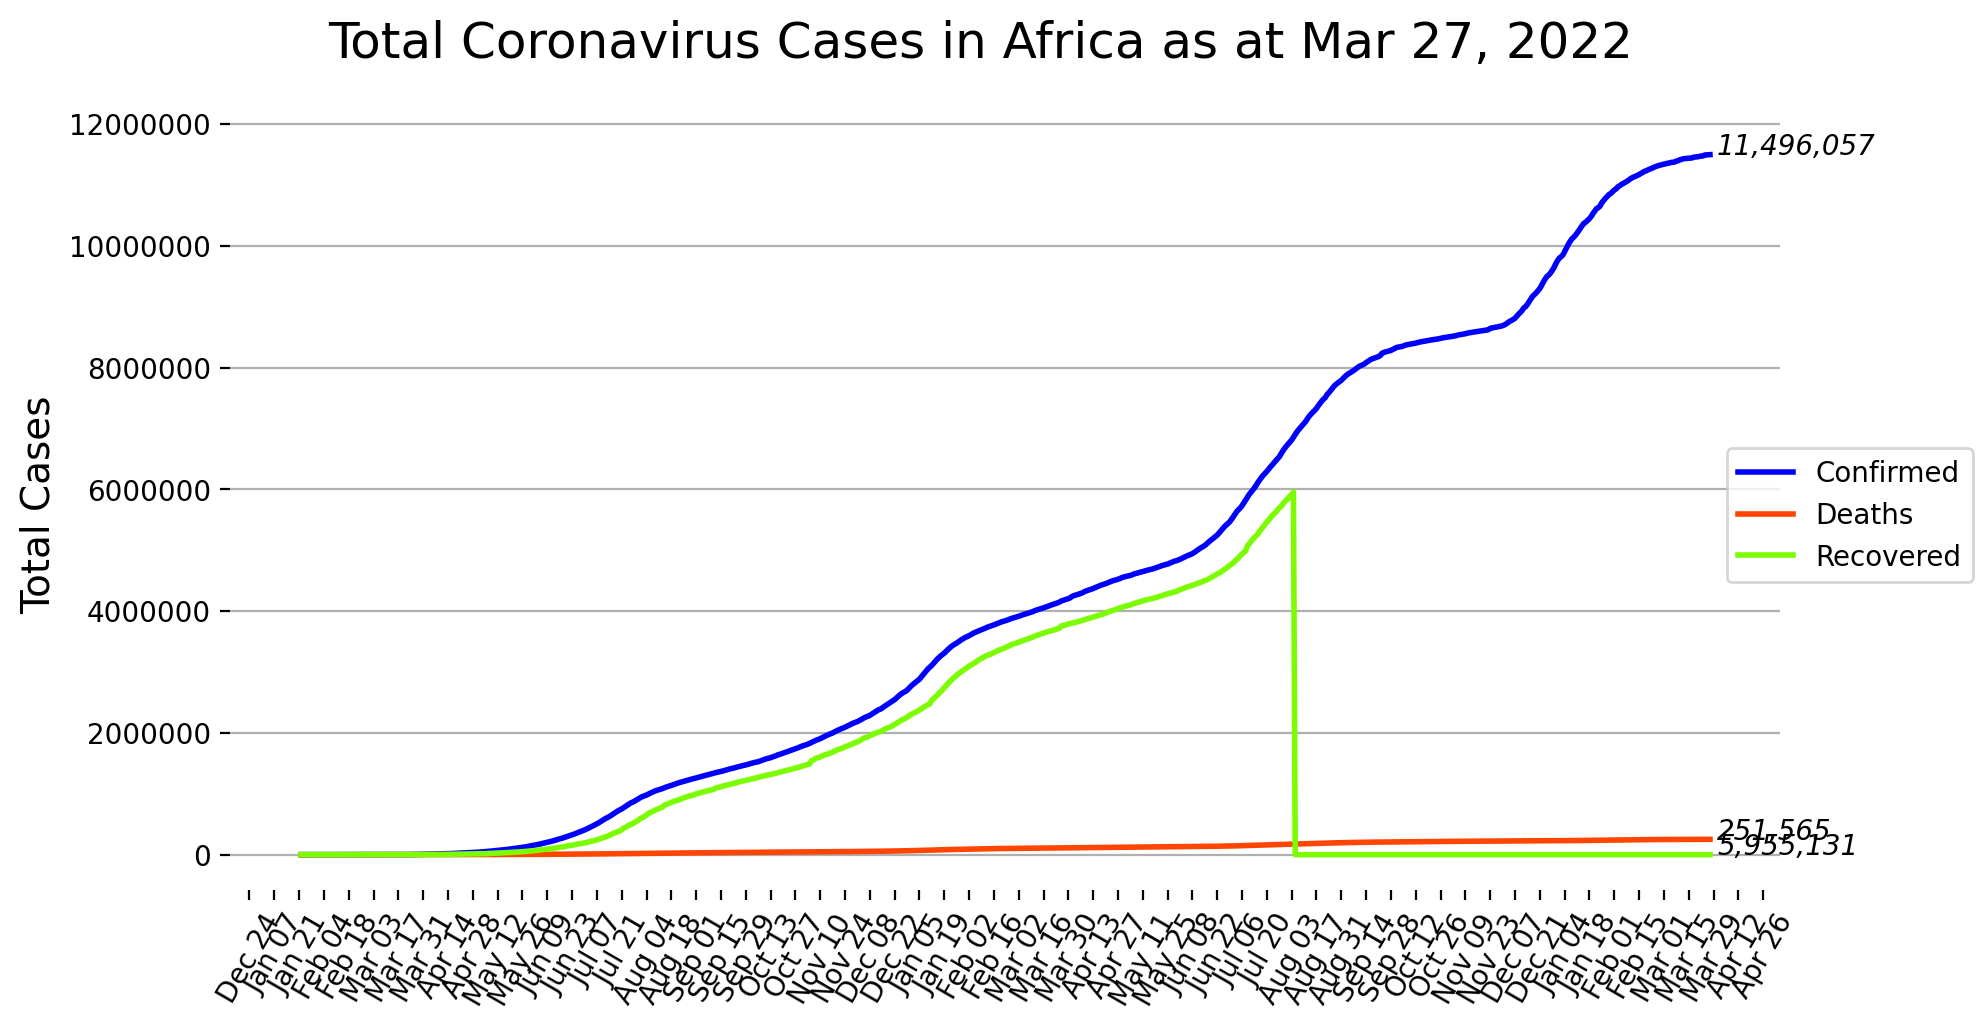 Total Coronavirus Cases in Africa as at Mar 27, 2022
Total Cases
12000000
10000000
8000000
6000000
4000000
2000000
0
11,496,057
251,565
5,955,131
Confirmed
Deaths
Recovered
Dec 24
Jan 07
Jan 21
Feb 04
Feb 18
Mar 03
Mar 17
Mar 31
Apr 14
Apr 28
May 12
May 26
Jun 09
Jun 23
Jul 07
Jul 21
Aug 04
Aug 18
Sep 01
Sep 15
Sep 29
Oct 13
Oct 27
Nov 10
Nov 24
Dec 08
Dec 22
Jan 05
Jan 19
Feb 02
Feb 16
Mar 02
Mar 16
Mar 30
Apr 13
Apr 27
May 11
May 25
Jun 08
Jun 22
Jul 06
Jul 20
Aug 03
Aug 17
Aug 31
Sep 14
Sep 28
Oct 12
Oct 26
Nov 09
Nov 23
Dec 07
Dec 21
Jan 04
Jan 18
Feb 01
Feb 15
Mar 01
Mar 15
Mar 29
Apr 12
Apr 26